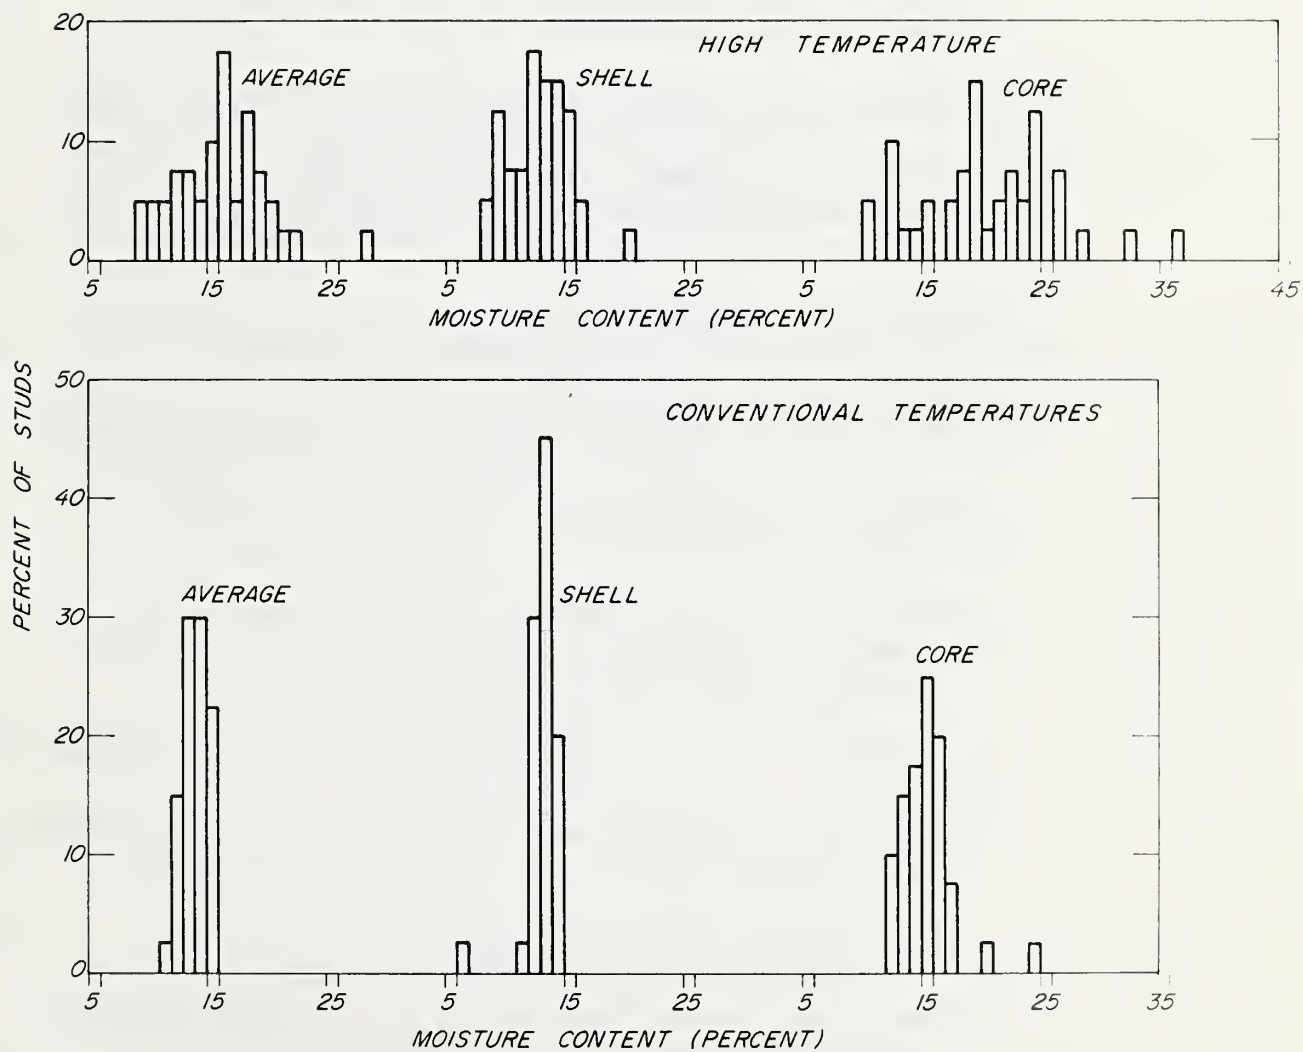 20
HIGH TEMPERATURE
AVERAGE
SHELL
CORE
10
0
5 15 25 5 15 25 5 15 25 35 45
MOISTURE CONTENT (PERCENT)
PERCENT OF STUDS
50
CONVENTIONAL TEMPERATURES
40
AVERAGE
SHELL
30
CORE
20
10
0
5 15 25 5 15 25 5 15 25 35
MOISTURE CONTENT (PERCENT)